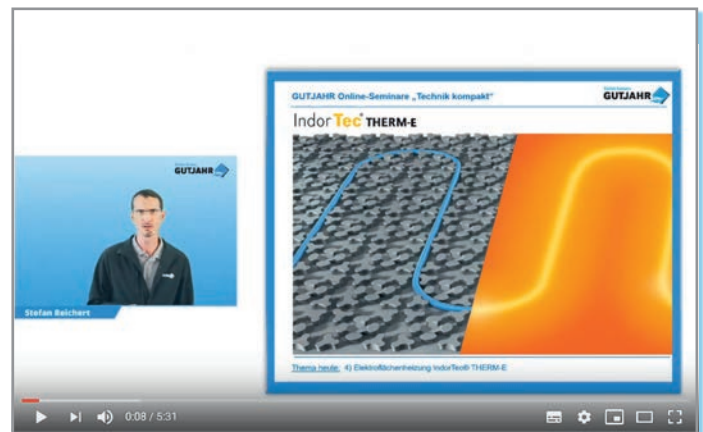 GUTJAHR Online-Seminare „Technik kompakt"
GUTJAHR
IndorTec® THERM-E
GUTJAHR
Stefan Reichert
Thema heute: 4) Elektroflächenheizung IndorTec® THERM-E
0:08 / 5:31